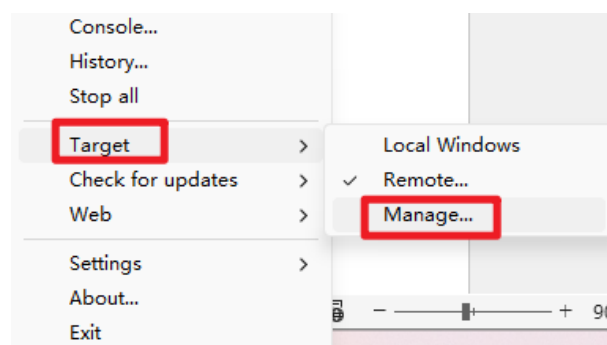 Console...
History...
Stop all
Target
Local Windows
Check for updates
Remote...
Web
Manage...
Settings
About...
Exit